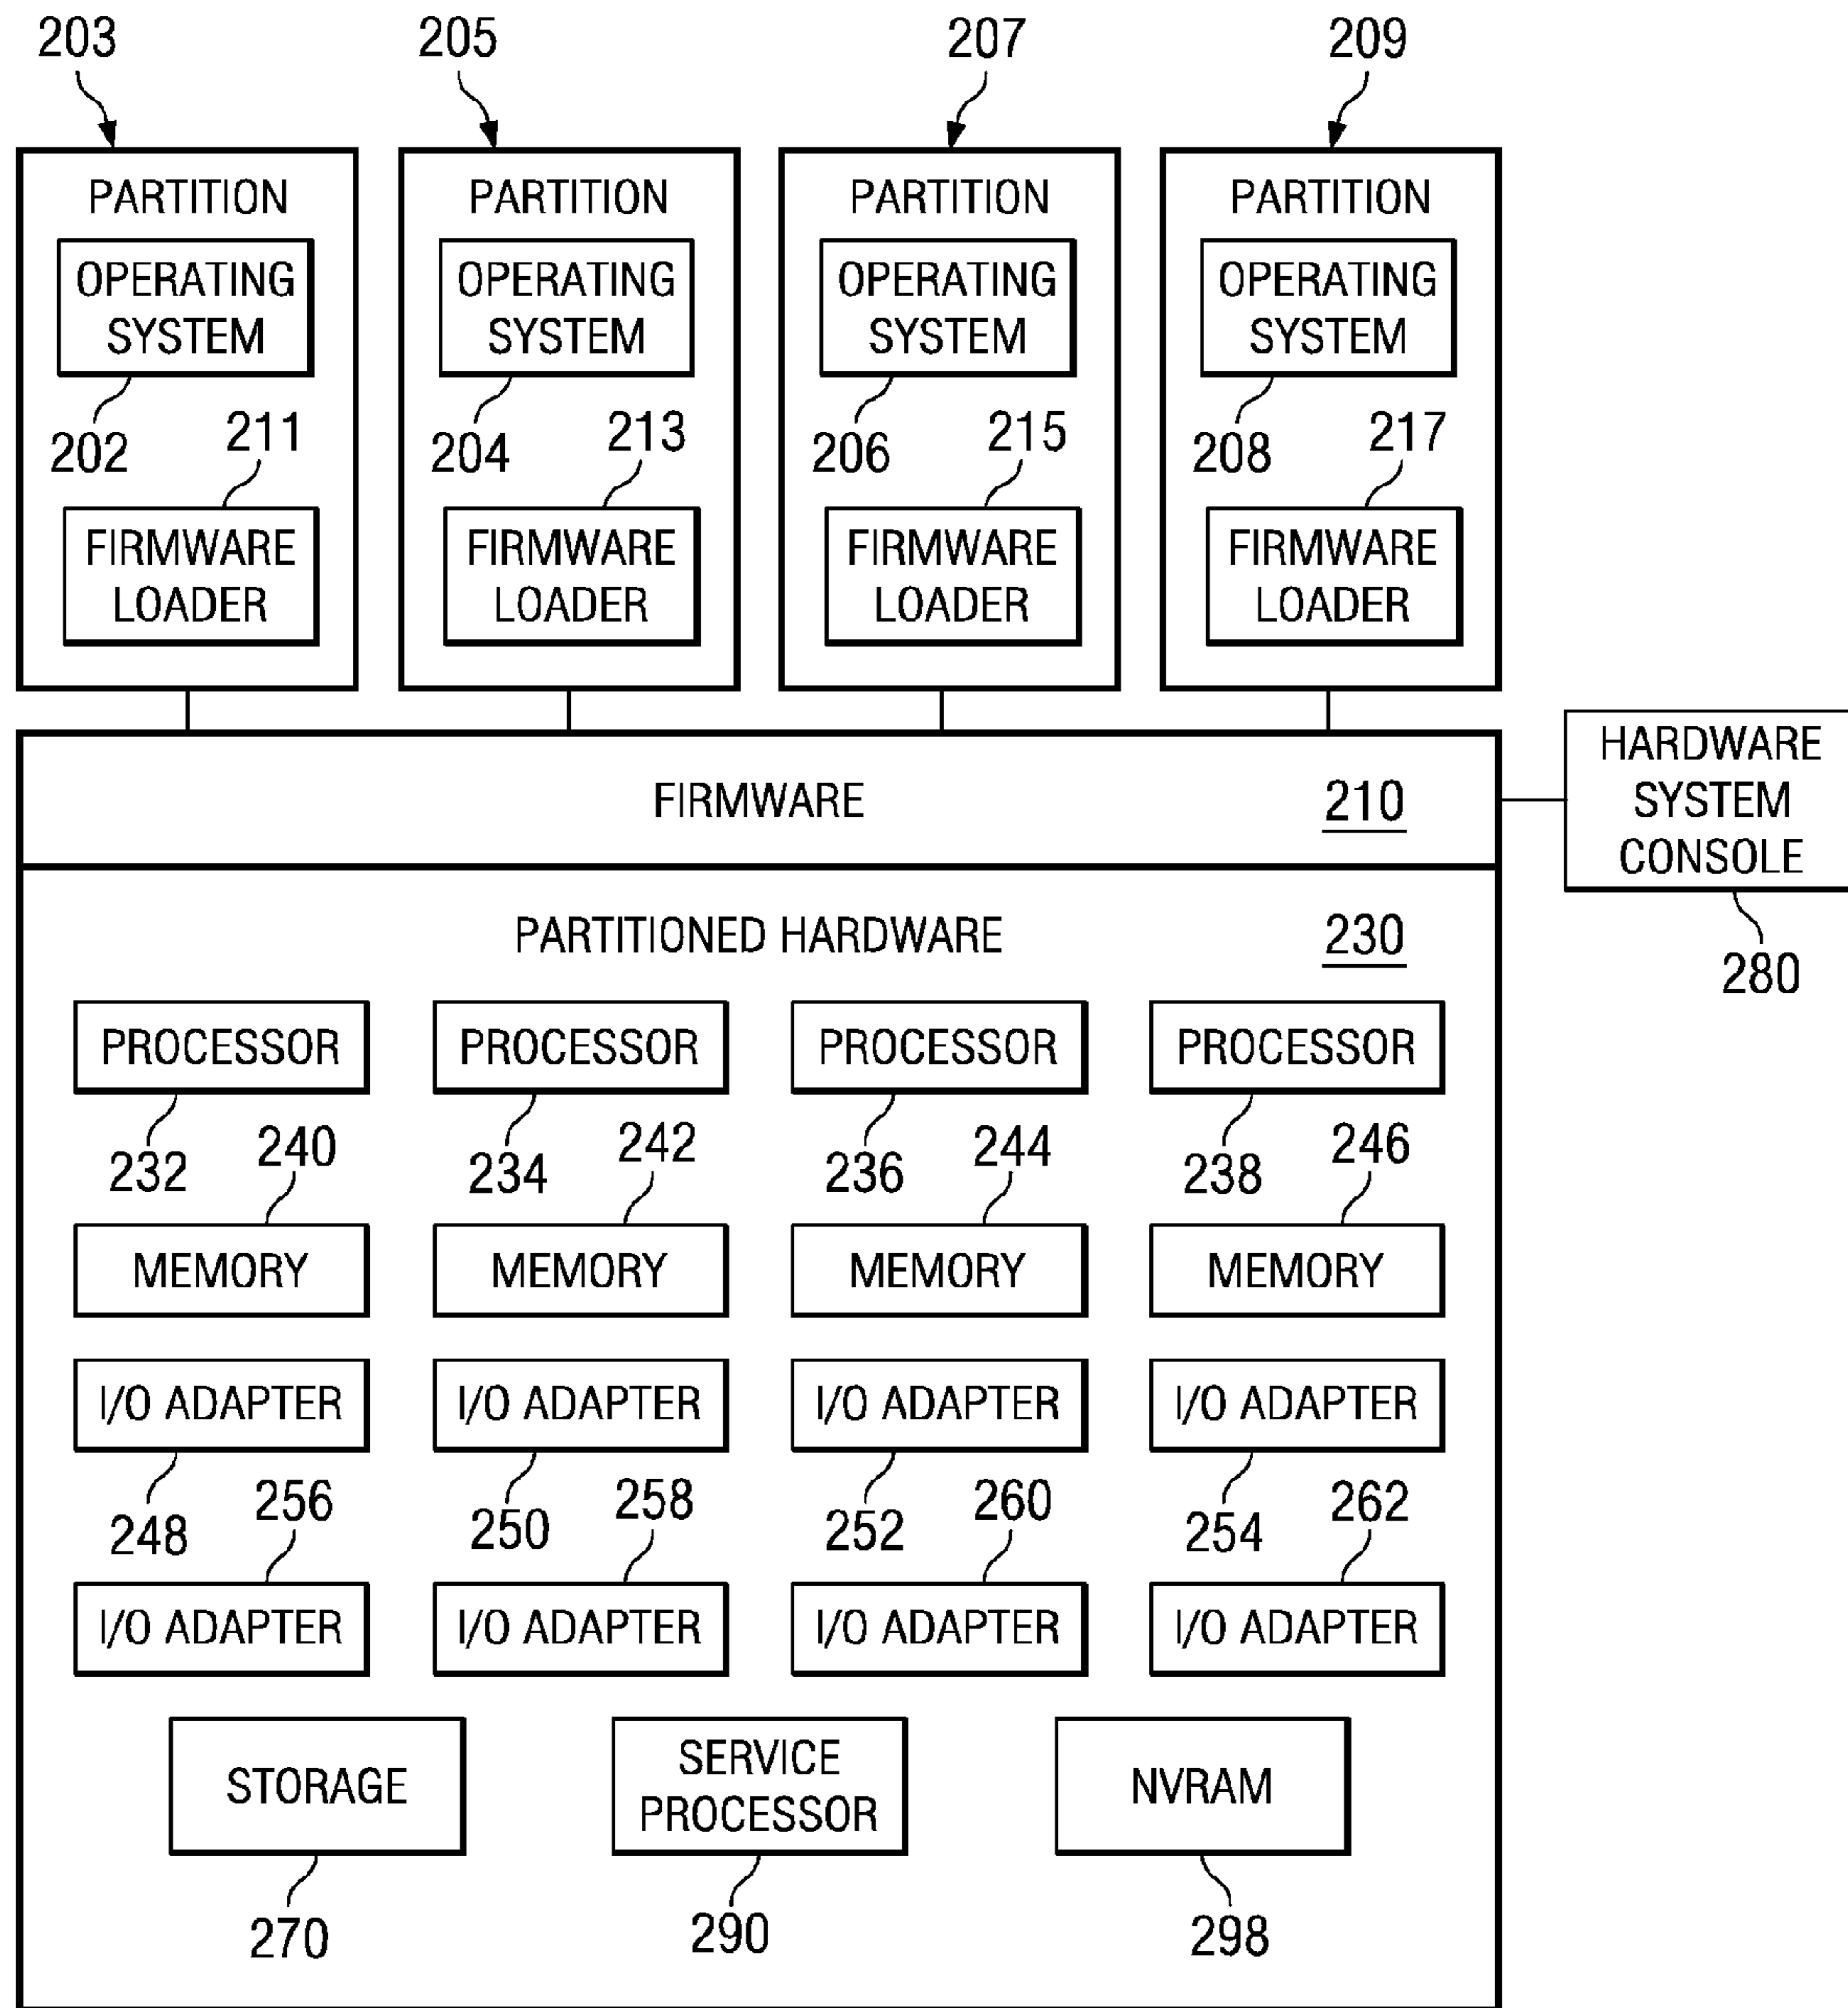 203 205 207 209
PARTITION PARTITION PARTITION PARTITION
OPERATING OPERATING OPERATING OPERATING
SYSTEM SYSTEM SYSTEM SYSTEM
211 213 215 217
202 204 206 208
FIRMWARE FIRMWARE FIRMWARE FIRMWARE
LOADER LOADER LOADER LOADER
HARDWARE
SYSTEM
CONSOLE
280
FIRMWARE 210
PARTITIONED HARDWARE 230
PROCESSOR PROCESSOR PROCESSOR PROCESSOR
240 242 244 246
232 234 236 238
MEMORY MEMORY MEMORY MEMORY
I/O ADAPTER I/O ADAPTER I/O ADAPTER I/O ADAPTER
256 258 260 262
248 250 252 254
I/O ADAPTER I/O ADAPTER I/O ADAPTER I/O ADAPTER
STORAGE
SERVICE
PROCESSOR
NVRAM
270 290 298